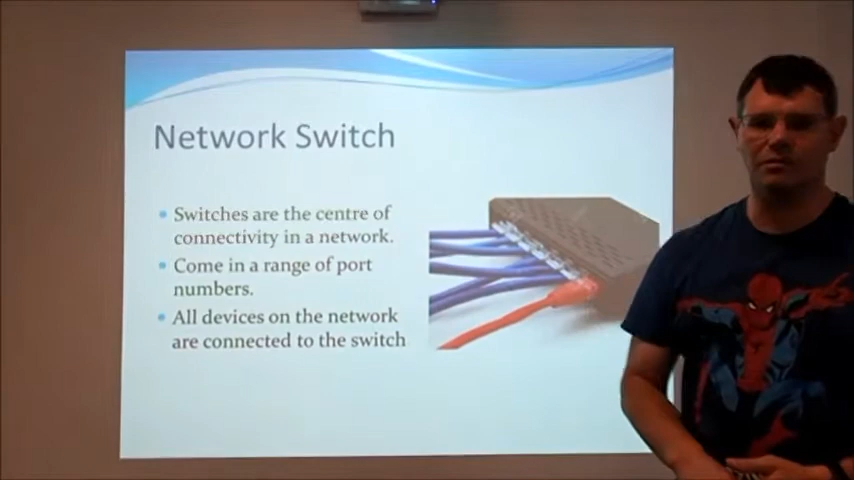 Network Switch
Switches are the centre of
connectivity in a network.
Come in a range of port
numbers.
All devices on the network
are connected to the switch